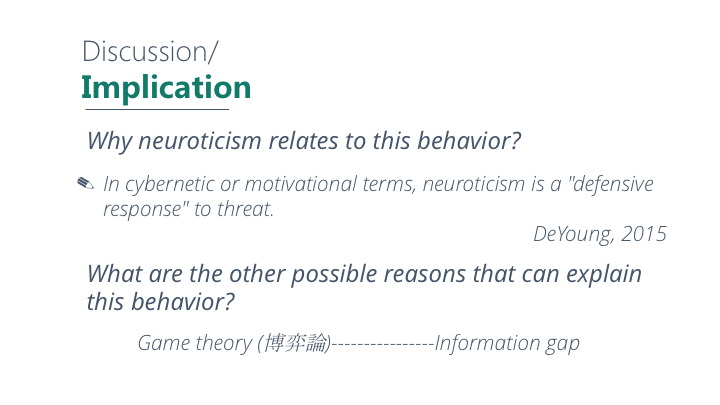 Discussion/
Implication
Why neuroticism relates to this behavior?
In cybernetic or motivational terms, neuroticism is a "defensive
response" to threat.
DeYoung, 2015
What are the other possible reasons that can explain
this behavior?
Game theory (博弈論)----------------Information gap